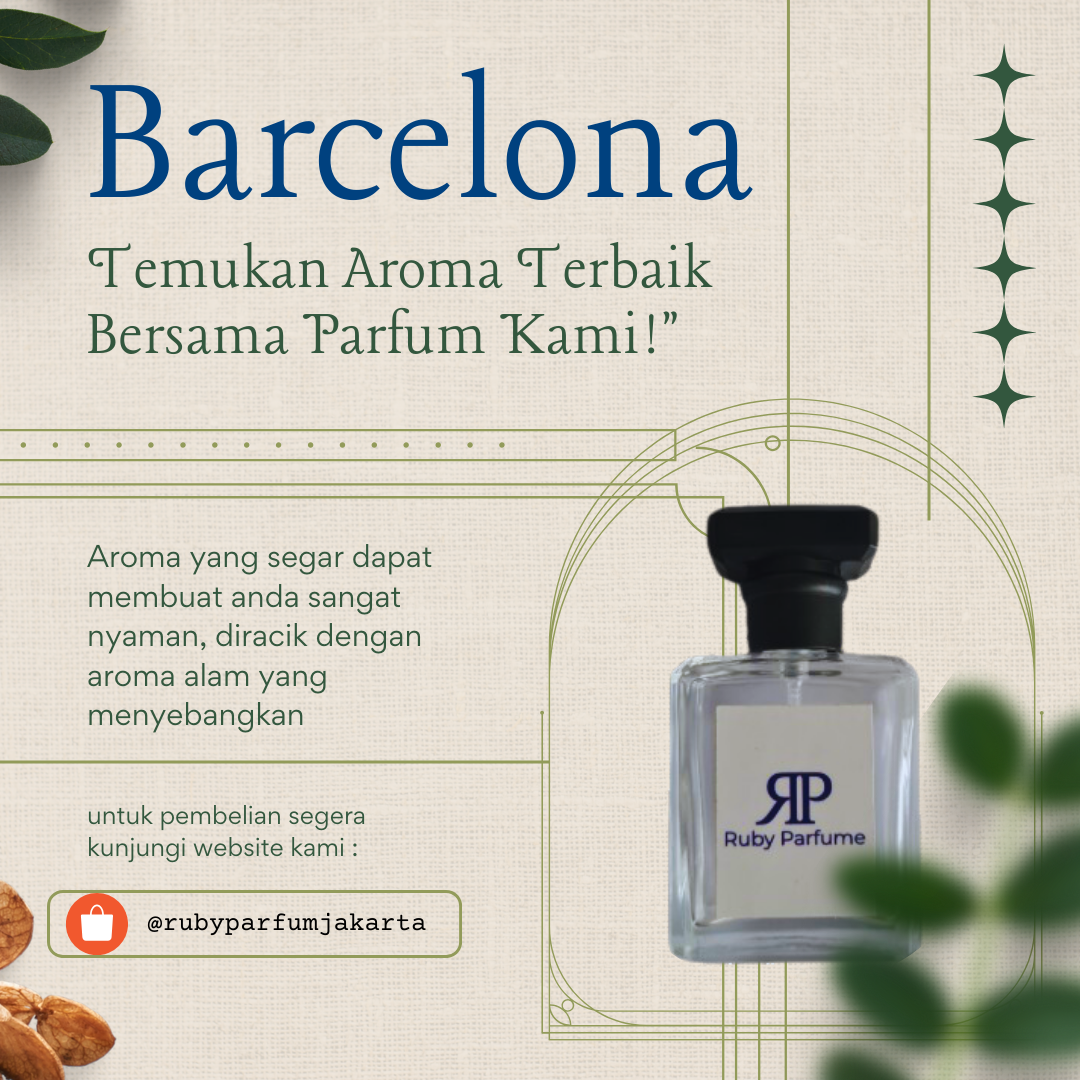 Barcelona
Temukan Aroma Terbaik
Bersama Parfum Kami!”
Aroma yang segar dapat
membuat anda sangat
nyaman, diracik dengan
aroma alam yang
menyebangkan
untuk pembelian segera
kunjungi website kami :
@rubyparfumjakarta
RP
Ruby Parfume